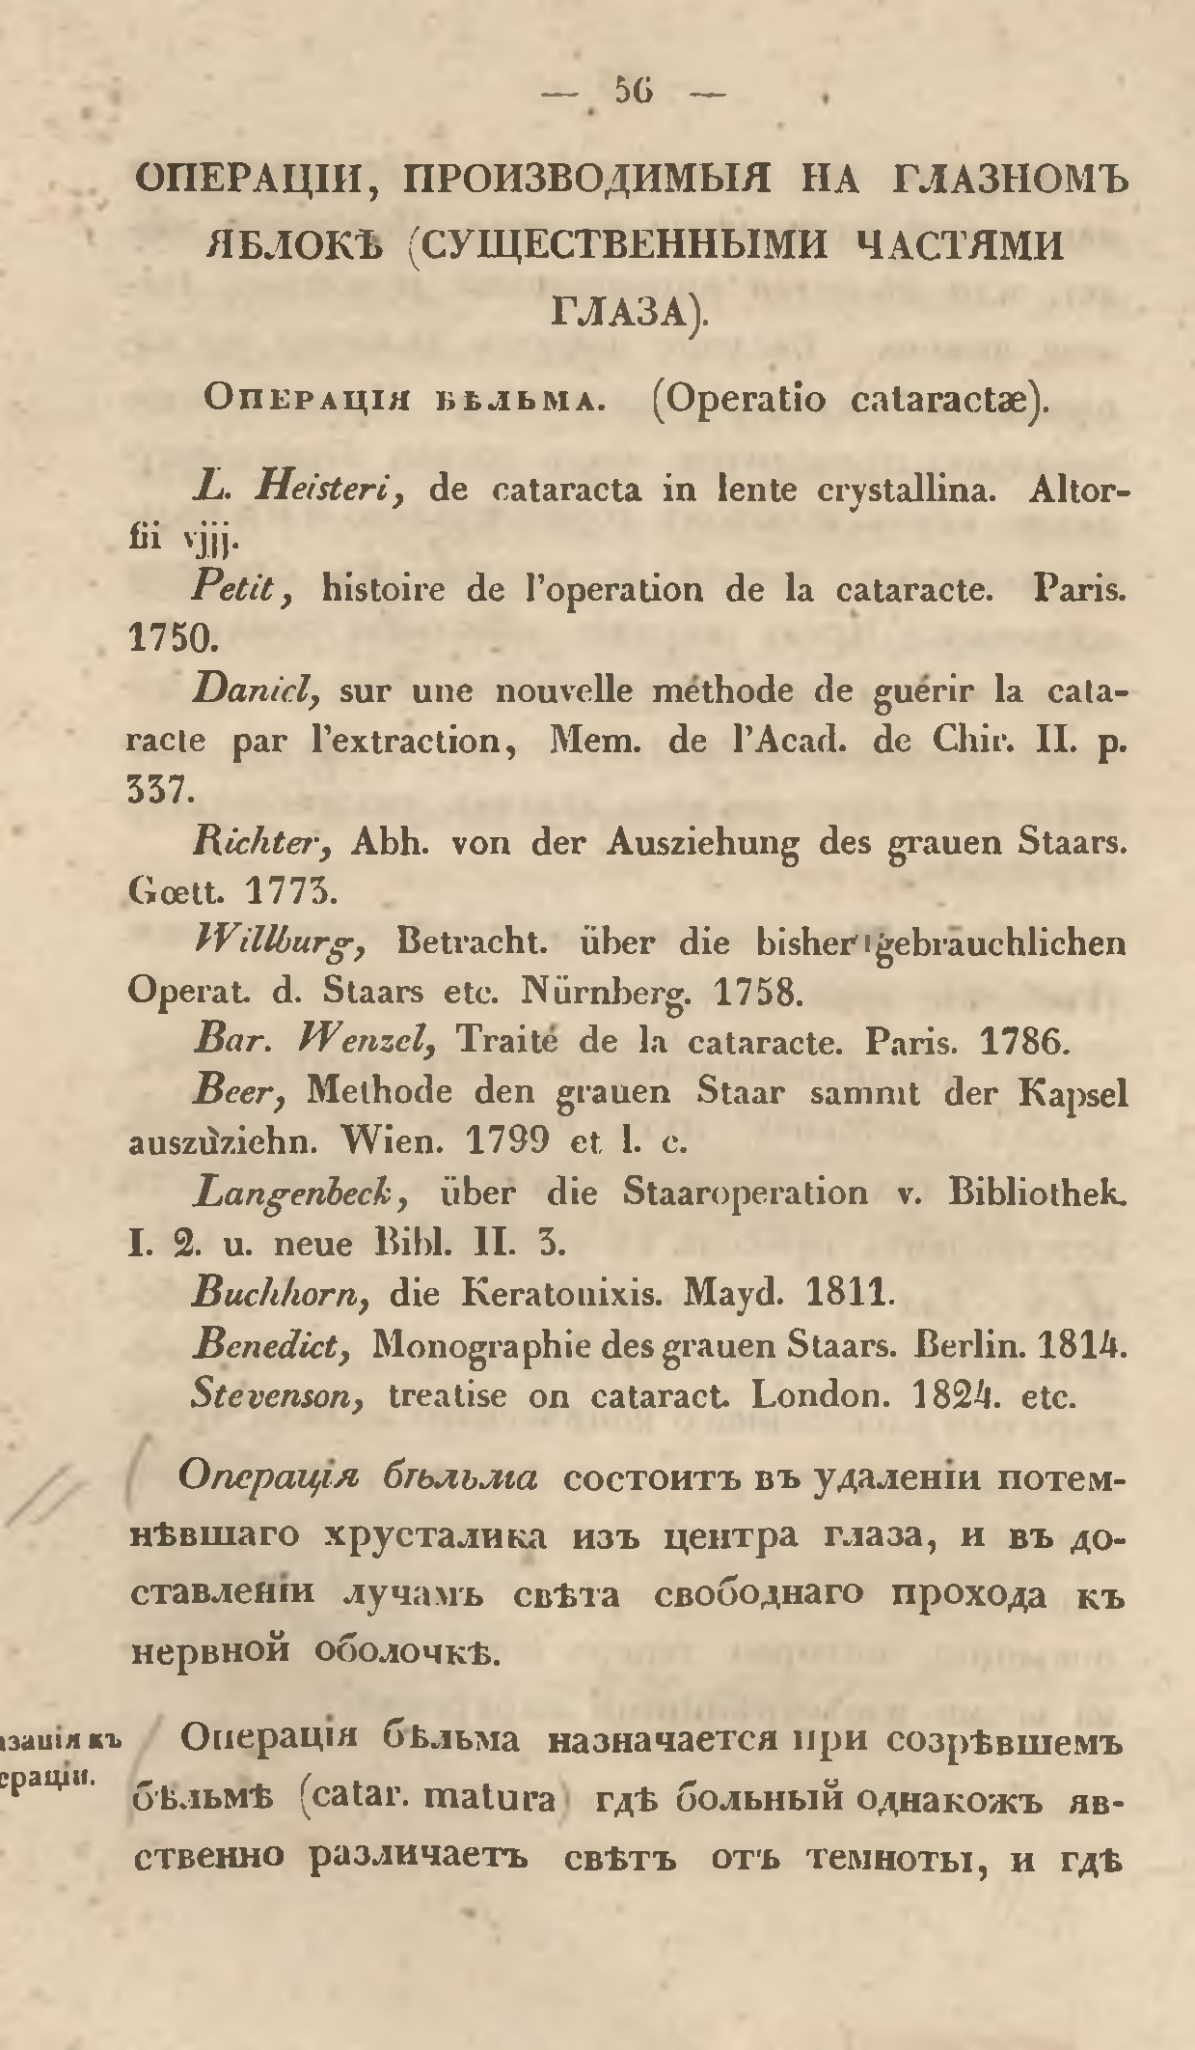 — 56 —
ОПЕРАЦІИ, ПРОИЗВОДИМЫЯ НА ГЛАЗНОМЪ
ЯБЛОКѢ (СУЩЕСТВЕННЫМИ ЧАСТЯМИ
ГЛАЗА).
Операція бѣльма. (Operatio cataractæ).
L. Heisteri, de cataracta in lente crystallina. Altor-
fii vjjj.
Petit, histoire de l’operation de la cataracte. Paris.
1750.
Daniel, sur une nouvelle méthode de guérir la cata-
racte par l’extraction, Mem. de l’Acad. de Chir. II. p.
337.
Richter, Abh. von der Ausziehung des grauen Staars.
Gœtt. 1773.
Willburg, Betracht. über die bisher gebräuchlichen
Operat. d. Staars etc. Nürnberg. 1758.
Bar. Wenzel, Traité de la cataracte. Paris. 1786.
Beer, Methode den grauen Staar sammt der Kapsel
auszuziehn. Wien. 1799 et l. c.
Langenbeck, über die Staaroperation v. Bibliothek.
I. 2. u. neue Bibl. II. 3.
Buchhorn, die Keratonixis. Mayd. 1811.
Benedict, Monographie des grauen Staars. Berlin. 1814.
Stevenson, treatise on cataract. London. 1824. etc.
Операція бѣльма состоитъ въ удаленіи потем-
нѣвшаго хрусталика изъ центра глаза, и въ до-
ставленіи лучамъ свѣта свободнаго прохода къ
нервной оболочкѣ.
азанія къ
ераціи.
Операція бѣльма назначается при созрѣвшемъ
бѣльмѣ (catar. matura) гдѣ больный однакожъ яв-
ственно различаетъ свѣтъ отъ темноты, и гдѣ